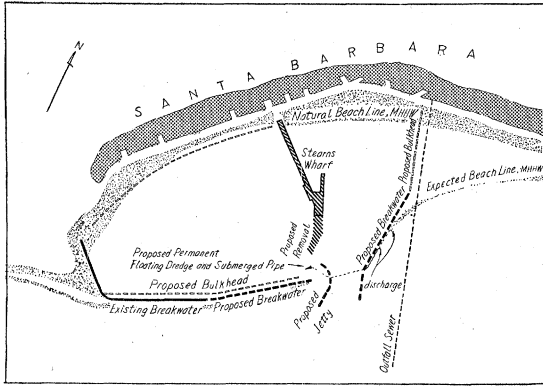 N
SANTA BARBARA
Natural Beach Line, MHHW
Stearns
Wharf
Proposed Bulkhead
Expected Beach Line, MHHW
Proposed Breakwater
Proposed
Removal
Proposed Permanent
Floating Dredge and Submerged Pipe
Proposed Bulkhead
discharge
Existing Breakwater
Proposed Breakwater
Proposed
Jetty
Outfall Sewer